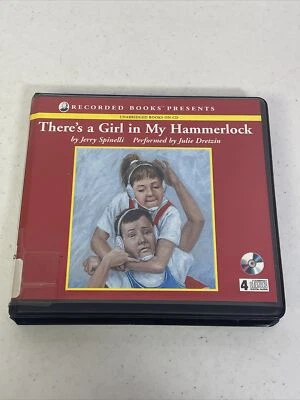 RECORDED BOOKS PRESENTS
UNABRIDGED BOOKS ON CD
There's a Girl in My Hammerlock
by Jerry Spinelli Performed by Julie Dretzin
4